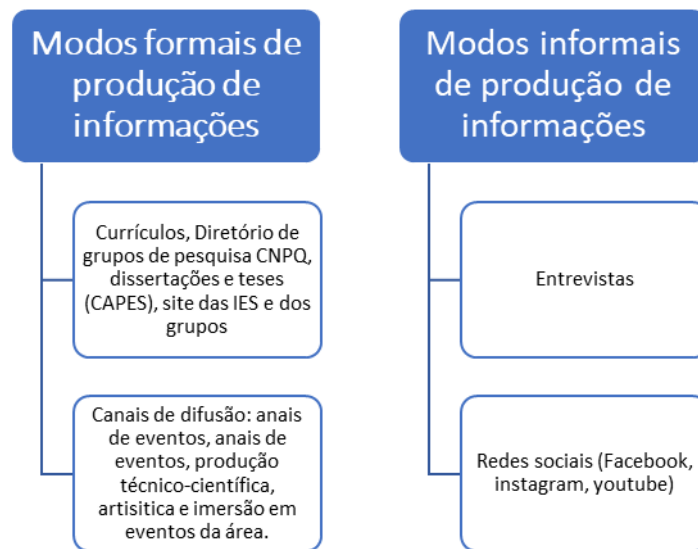 Modos formais de
produção de
informações
Currículos, Diretório de
grupos de pesquisa CNPQ,
dissertações e teses
(CAPES), site das IES e dos
grupos
Canais de difusão: anais
de eventos, anais de
eventos, produção
técnico-científica,
artisitica e imersão em
eventos da área.
Modos informais
de produção de
informações
Entrevistas
Redes sociais (Facebook,
instagram, youtube)